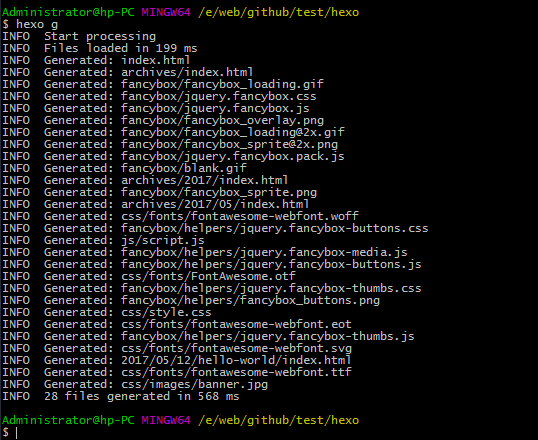 Administrator@hp-PC MINGW64 /e/web/github/test/hexo
$ hexo g
INFO  Start processing
INFO  Files loaded in 199 ms
INFO  Generated: index.html
INFO  Generated: archives/index.html
INFO  Generated: fancybox/fancybox_loading.gif
INFO  Generated: fancybox/jquery.fancybox.css
INFO  Generated: fancybox/jquery.fancybox.js
INFO  Generated: fancybox/fancybox_overlay.png
INFO  Generated: fancybox/fancybox_loading@2x.gif
INFO  Generated: fancybox/fancybox_sprite@2x.png
INFO  Generated: fancybox/jquery.fancybox.pack.js
INFO  Generated: fancybox/blank.gif
INFO  Generated: archives/2017/index.html
INFO  Generated: fancybox/fancybox_sprite.png
INFO  Generated: archives/2017/05/index.html
INFO  Generated: css/fonts/fontawesome-webfont.woff
INFO  Generated: fancybox/helpers/jquery.fancybox-buttons.css
INFO  Generated: js/script.js
INFO  Generated: fancybox/helpers/jquery.fancybox-media.js
INFO  Generated: fancybox/helpers/jquery.fancybox-buttons.js
INFO  Generated: css/fonts/FontAwesome.otf
INFO  Generated: fancybox/helpers/jquery.fancybox-thumbs.css
INFO  Generated: fancybox/helpers/fancybox_buttons.png
INFO  Generated: css/style.css
INFO  Generated: css/fonts/fontawesome-webfont.eot
INFO  Generated: fancybox/helpers/jquery.fancybox-thumbs.js
INFO  Generated: css/fonts/fontawesome-webfont.svg
INFO  Generated: 2017/05/12/hello-world/index.html
INFO  Generated: css/fonts/fontawesome-webfont.ttf
INFO  Generated: css/images/banner.jpg
INFO  28 files generated in 568 ms
Administrator@hp-PC MINGW64 /e/web/github/test/hexo
$